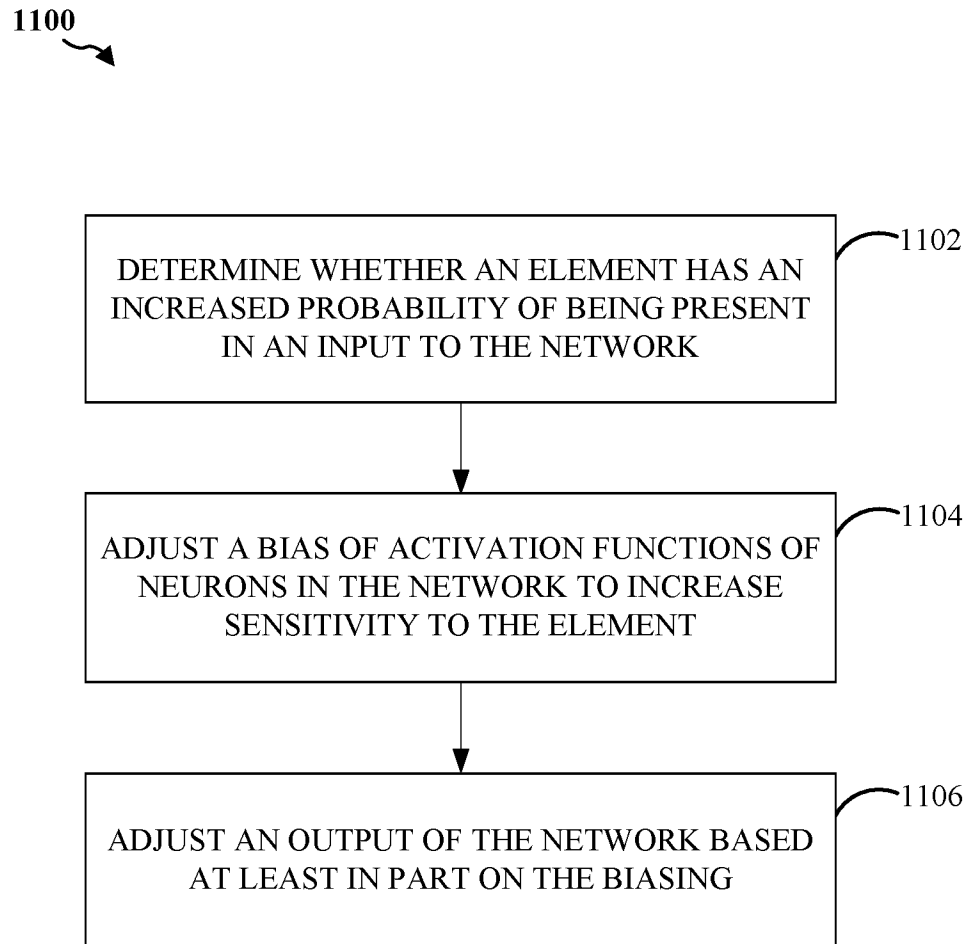 1100
1102
DETERMINE WHETHER AN ELEMENT HAS AN
INCREASED PROBABILITY OF BEING PRESENT
IN AN INPUT TO THE NETWORK
1104
ADJUST A BIAS OF ACTIVATION FUNCTIONS OF
NEURONS IN THE NETWORK TO INCREASE
SENSITIVITY TO THE ELEMENT
1106
ADJUST AN OUTPUT OF THE NETWORK BASED
AT LEAST IN PART ON THE BIASING